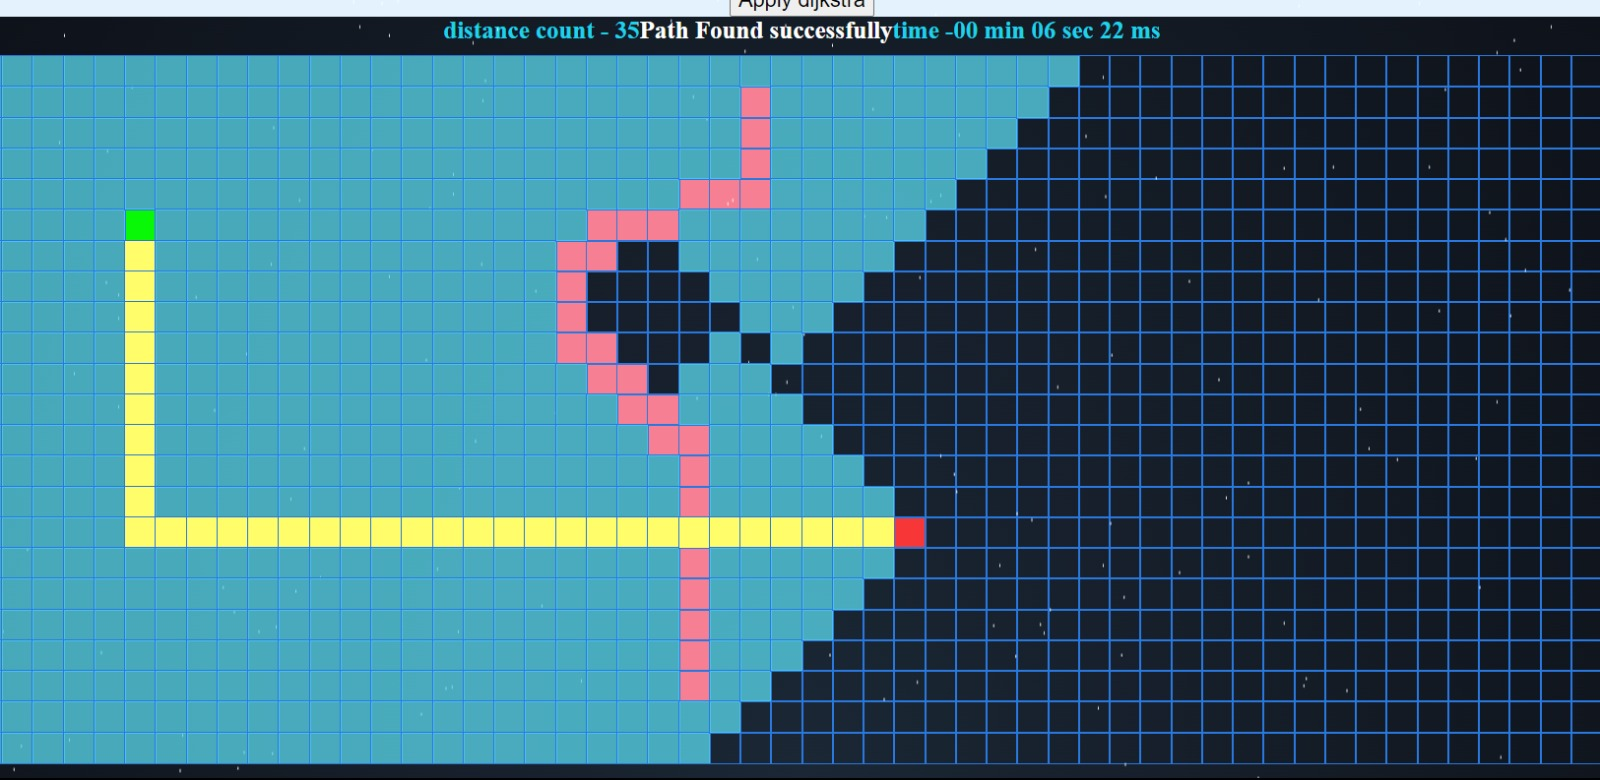 Apply dijkstra
distance count - 35Path Found successfullytime -00 min 06 sec 22 ms